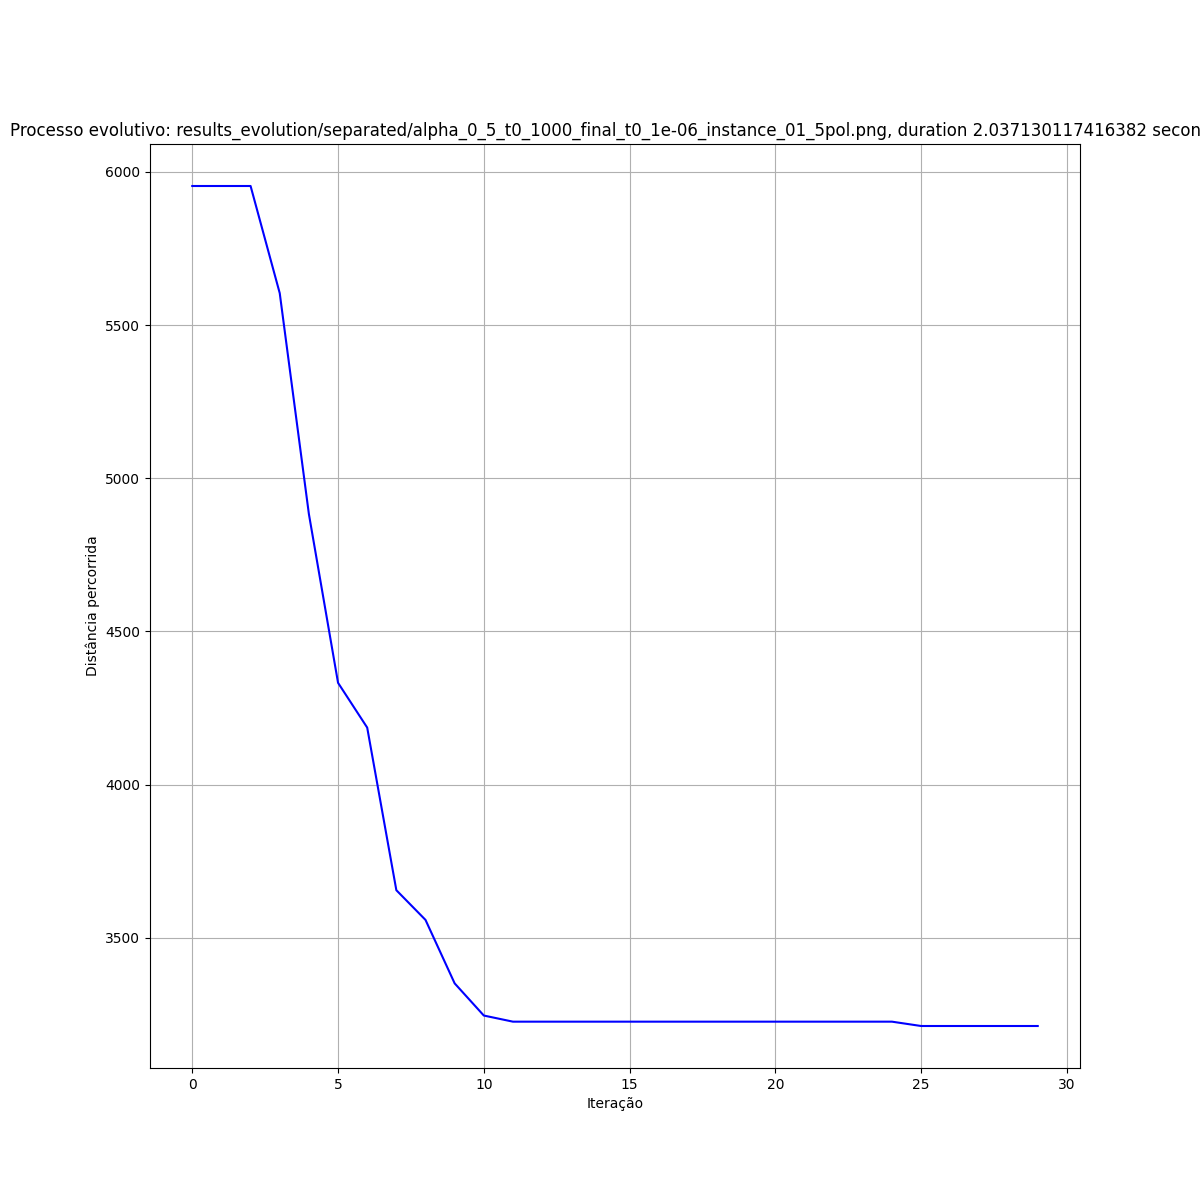 Processo evolutivo: results_evolution/separated/alpha_0_5_t0_1000_final_t0_1e-06_instance_01_5pol.png, duration 2.037130117416382 secon
6000
5500
5000
4500
4000
3500
Distância percorrida
0 5 10 15 20 25 30
Iteração